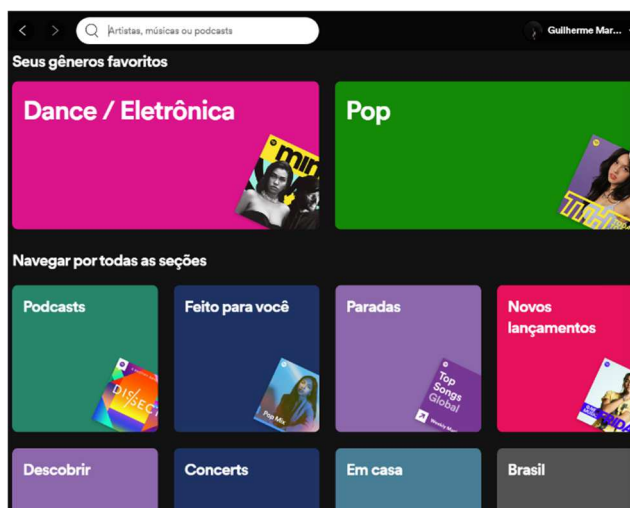 Artistas, músicas ou podcasts
Guilherme Mar...
Seus gêneros favoritos
Dance / Eletrônica
Pop
Navegar por todas as seções
Podcasts
Feito para você
Paradas
Novos
lançamentos
DISSECT
Pop Mix
Top
Songs
Global
Descobrir
Concerts
Em casa
Brasil